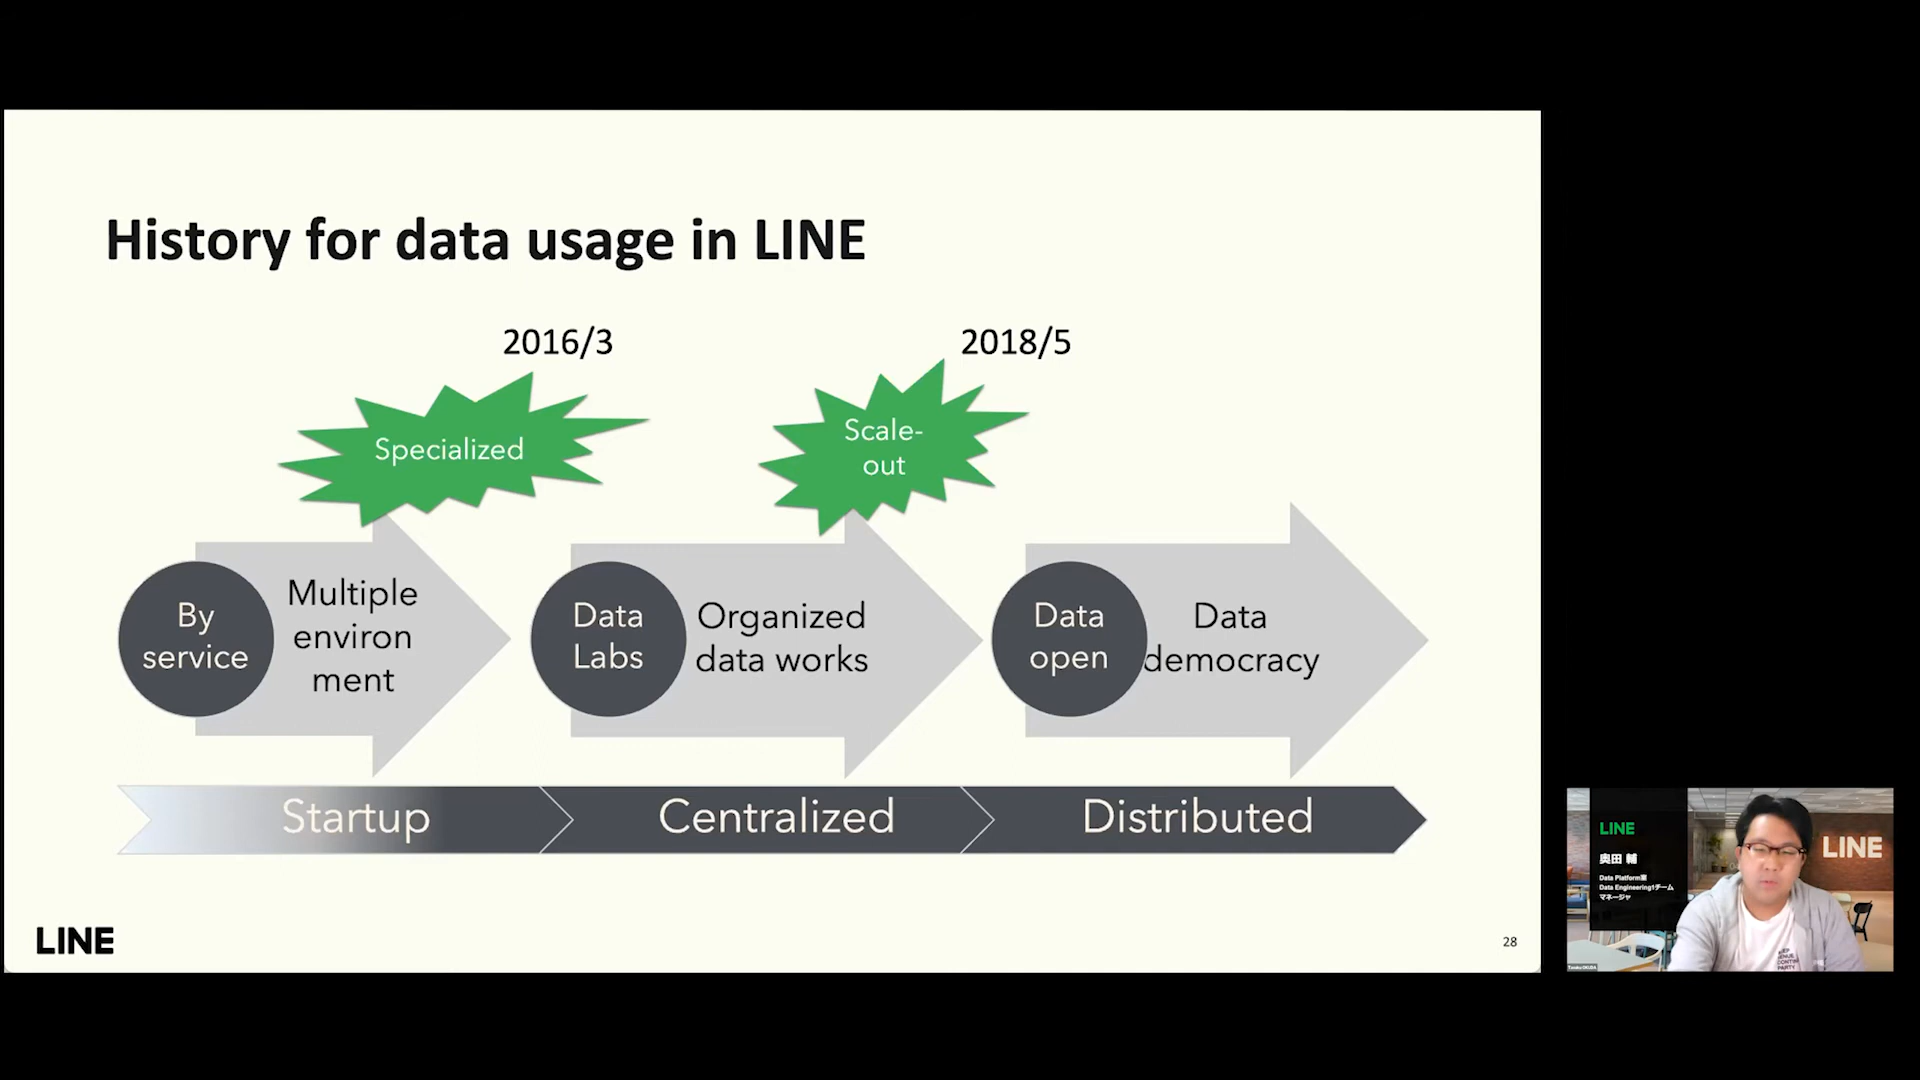 History for data usage in LINE
2016/3
2018/5
Specialized
Scale-
out
By
service
Multiple
environ
ment
Data
Labs
Organized
data works
Data
open
Data
democracy
Startup
Centralized
Distributed
LINE
28
LINE
奥田 輔
Data Platform室
Data Engineering1チーム
マネージャ
LINE